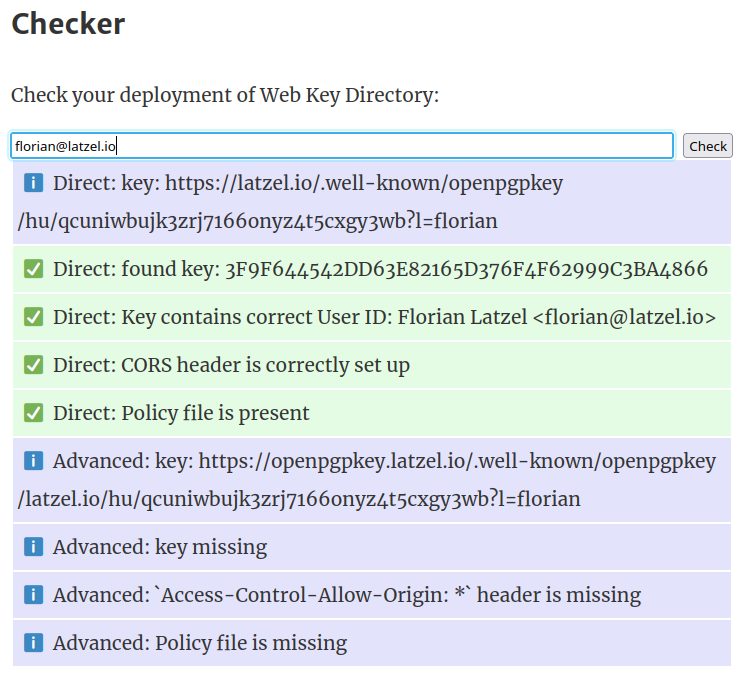 Checker
Check your deployment of Web Key Directory:
florian@latzel.io
Check
Direct: key: https://latzel.io/.well-known/openpgpkey
/hu/qcuniwbujk3zrj7166onyz4t5cxgy3wb?l=florian
Direct: found key: 3F9F644542DD63E82165D376F4F62999C3BA4866
Direct: Key contains correct User ID: Florian Latzel <florian@latzel.io>
Direct: CORS header is correctly set up
Direct: Policy file is present
Advanced: key: https://openpgpkey.latzel.io/.well-known/openpgpkey
/latzel.io/hu/qcuniwbujk3zrj7166onyz4t5cxgy3wb?l=florian
Advanced: key missing
Advanced: `Access-Control-Allow-Origin: *` header is missing
Advanced: Policy file is missing